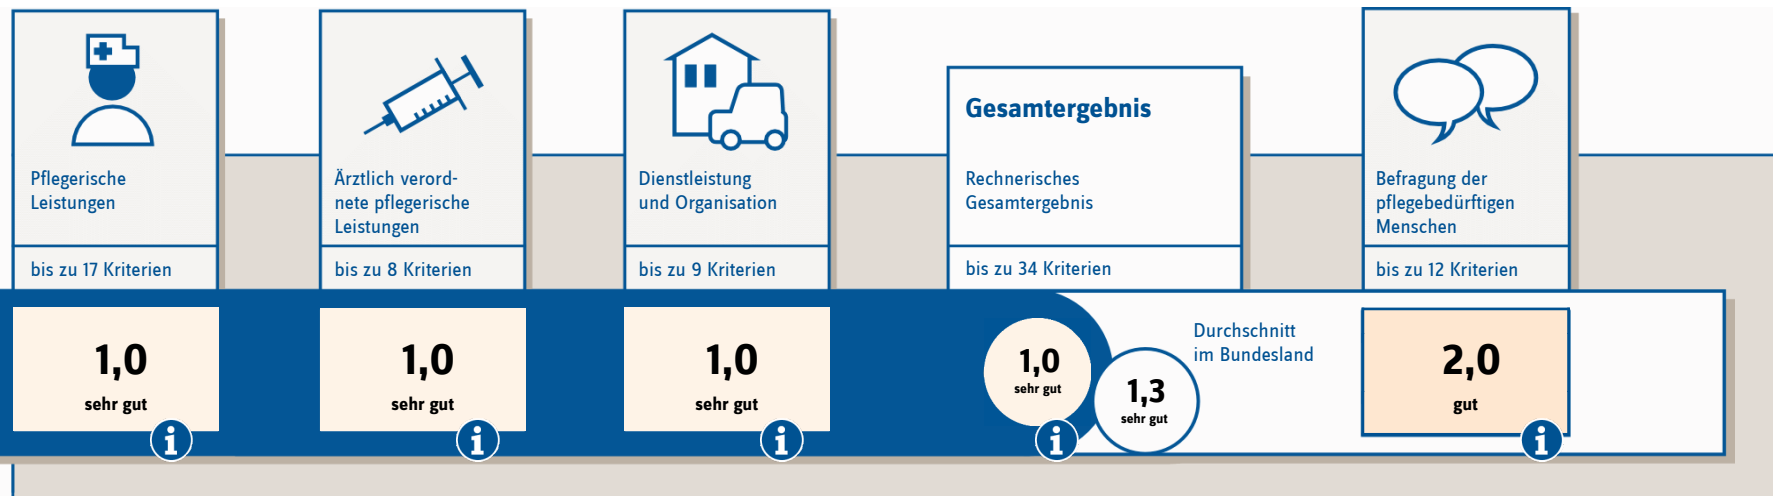 Pflegerische
Leistungen
bis zu 17 Kriterien
1,0
sehr gut
i
Ärztlich verord-
nete pflegerische
Leistungen
bis zu 8 Kriterien
1,0
sehr gut
i
Dienstleistung
und Organisation
bis zu 9 Kriterien
1,0
sehr gut
i
Gesamtergebnis
Rechnerisches
Gesamtergebnis
bis zu 34 Kriterien
1,0
sehr gut
i
1,3
sehr gut
Durchschnitt
im Bundesland
Befragung der
pflegebedürftigen
Menschen
bis zu 12 Kriterien
2,0
gut
i